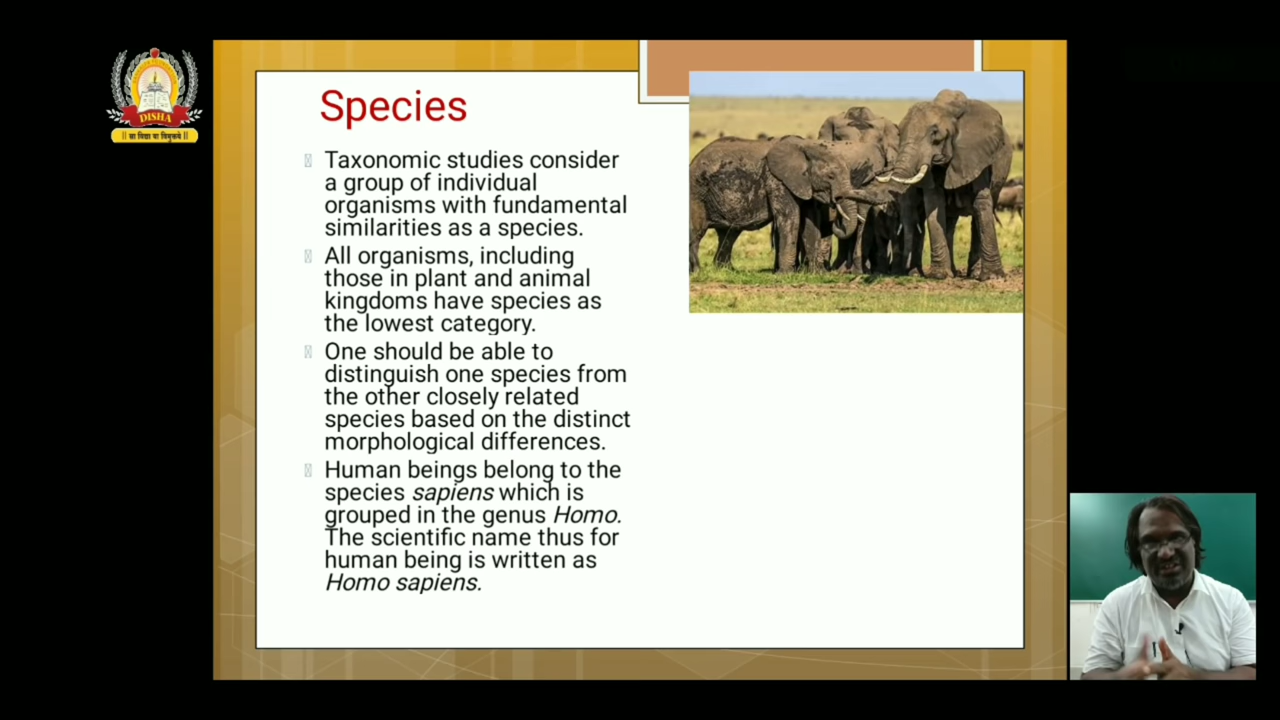 DISHA
|| सा विद्या या विमुक्तये ||
Species
Taxonomic studies consider
a group of individual
organisms with fundamental
similarities as a species.
All organisms, including
those in plant and animal
kingdoms have species as
the lowest category.
One should be able to
distinguish one species from
the other closely related
species based on the distinct
morphological differences.
Human beings belong to the
species sapiens which is
grouped in the genus Homo.
The scientific name thus for
human being is written as
Homo sapiens.